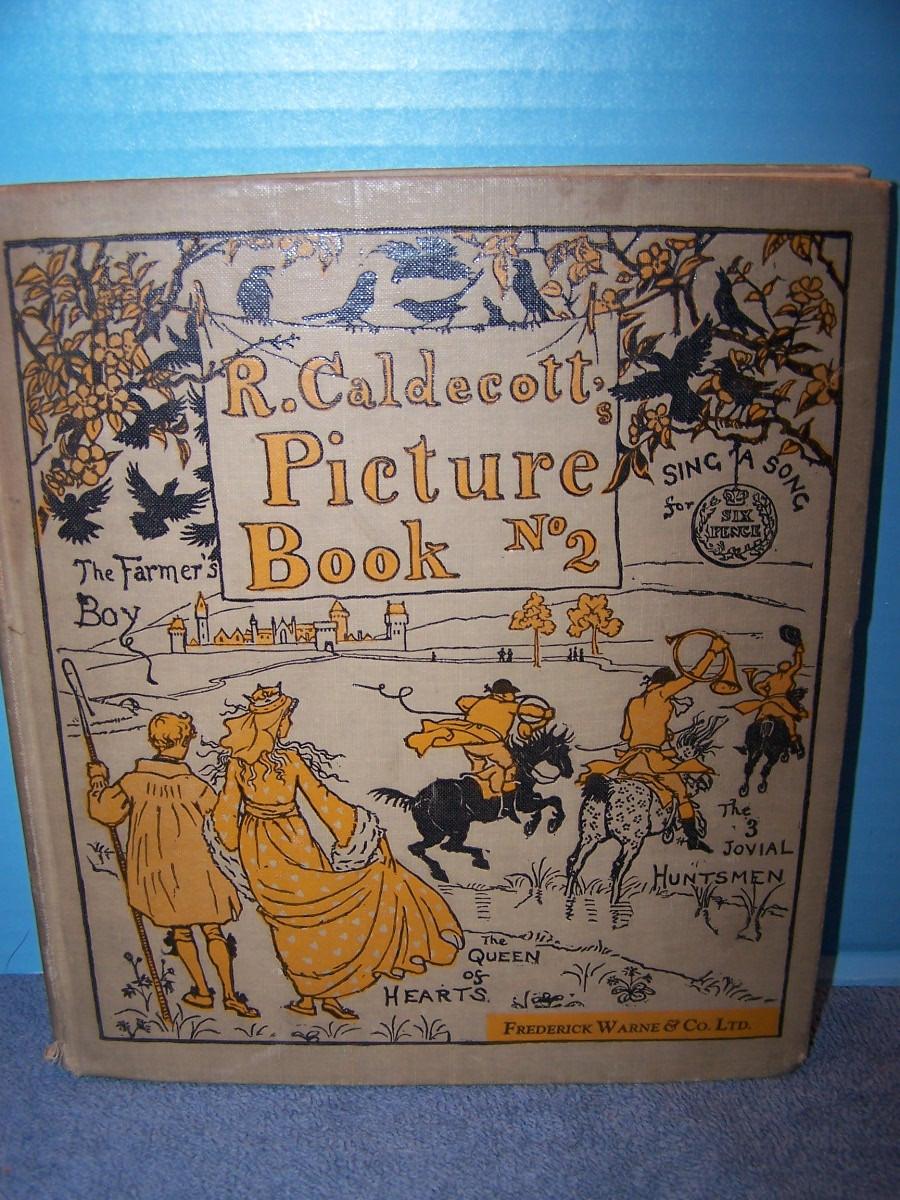 R. Caldecott's
Picture
Book No 2
SING A SONG
for SIX
PENCE
The Farmer's
Boy
The
3
JOVIAL
HUNTSMEN
The
QUEEN
of
HEARTS
FREDERICK WARNE & CO. LTD.